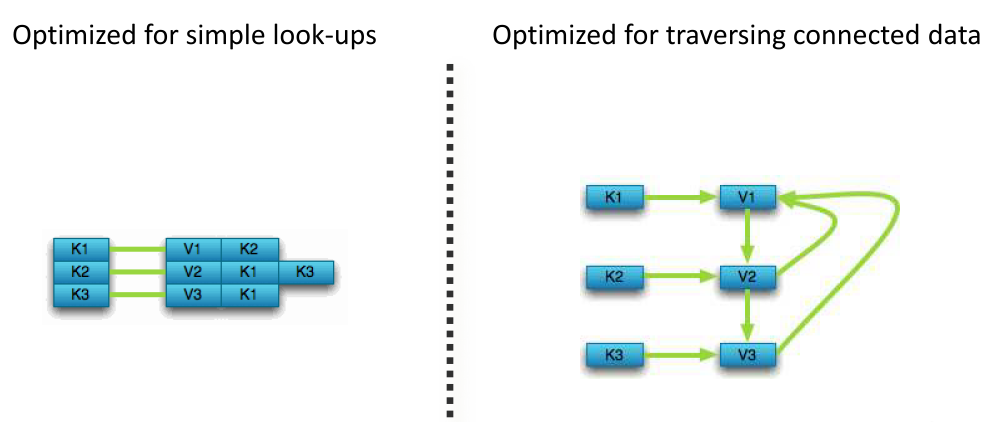 Optimized for simple look-ups
Optimized for traversing connected data
K1 V1 K2
K2 V2 K1 K3
K3 V3 K1
K1 V1
K2 V2
K3 V3